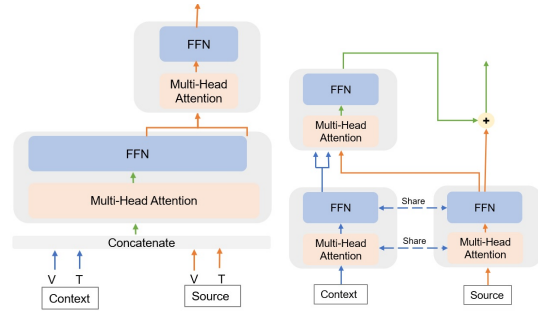 FFN
Multi-Head
Attention
FFN
Multi-Head Attention
Concatenate
V T
V T
Context
Source
FFN
Multi-Head
Attention
+
FFN
Share
FFN
Multi-Head
Attention
Share
Multi-Head
Attention
Context
Source